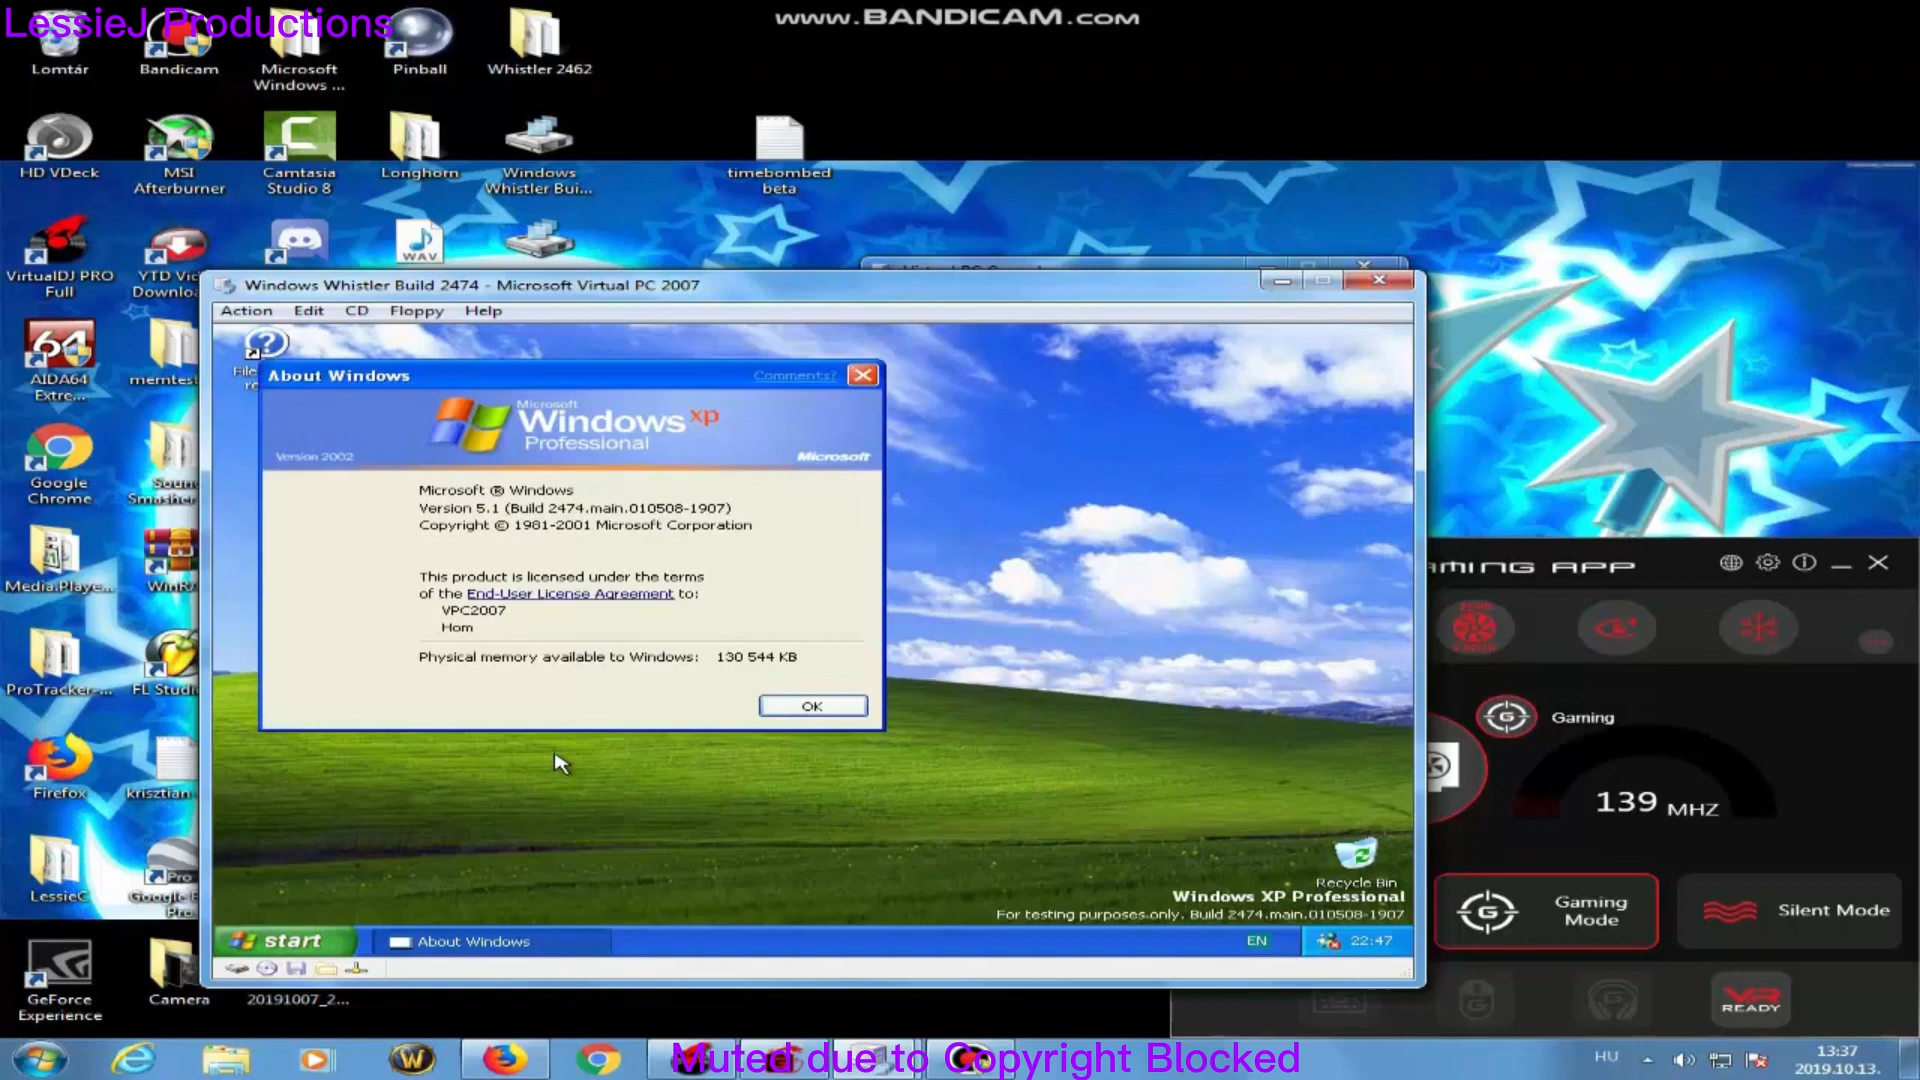 LessieJ Productions
www.BANDICAM.com
Lomtár
Bandicam
Microsoft
Windows ...
Pinball
Whistler 2462
HD VDeck
MSI
Afterburner
Camtasia
Studio 8
Longhorn
Windows
Whistler Bui...
timebombed
beta
WAV
VirtualDJ PRO
Full
YTD Vic
Downloa
64
AIDA64
Extre...
memtest
Google
Chrome
Soun
Smasher
Media.Playe...
WinRA
ProTracker-...
FL Studi
Firefox
krisztian
LessieC
Google E
Pro
GeForce
Experience
Camera
20191007_2...
Windows Whistler Build 2474 - Microsoft Virtual PC 2007
Action Edit CD Floppy Help
File
re
About Windows
Comments?
Microsoft
Windows xp
Professional
Version 2002
Microsoft
Microsoft ® Windows
Version 5.1 (Build 2474.main.010508-1907)
Copyright © 1981-2001 Microsoft Corporation
This product is licensed under the terms
of the End-User License Agreement to:
VPC2007
Hom
Physical memory available to Windows: 130 544 KB
OK
Recycle Bin
Windows XP Professional
For testing purposes only. Build 2474.main.010508-1907
start
About Windows
EN
22:47
AMING APP
Gaming
139 MHZ
Gaming
Mode
Silent Mode
VR
READY
Muted due to Copyright Blocked
HU
13:37
2019.10.13.